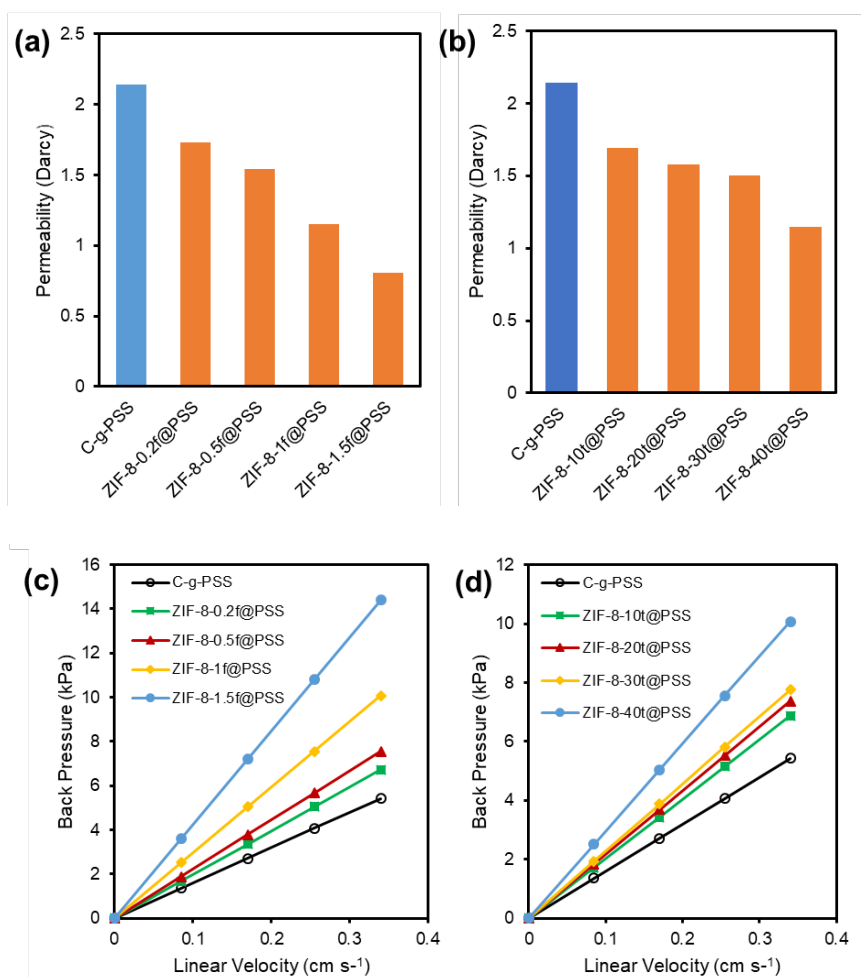 (a)
2.5
2
1.5
1
0.5
0
Permeability (Darcy)
C-g-PSS
ZIF-8-0.2f@PSS
ZIF-8-0.5f@PSS
ZIF-8-1f@PSS
ZIF-8-1.5f@PSS
(b)
2.5
2
1.5
1
0.5
0
Permeability (Darcy)
C-g-PSS
ZIF-8-10t@PSS
ZIF-8-20t@PSS
ZIF-8-30t@PSS
ZIF-8-40t@PSS
(c)
16
14
12
10
8
6
4
2
0
Back Pressure (kPa)
C-g-PSS
ZIF-8-0.2f@PSS
ZIF-8-0.5f@PSS
ZIF-8-1f@PSS
ZIF-8-1.5f@PSS
0 0.1 0.2 0.3 0.4
Linear Velocity (cm s-1)
(d)
12
10
8
6
4
2
0
Back Pressure (kPa)
C-g-PSS
ZIF-8-10t@PSS
ZIF-8-20t@PSS
ZIF-8-30t@PSS
ZIF-8-40t@PSS
0 0.1 0.2 0.3 0.4
Linear Velocity (cm s-1)